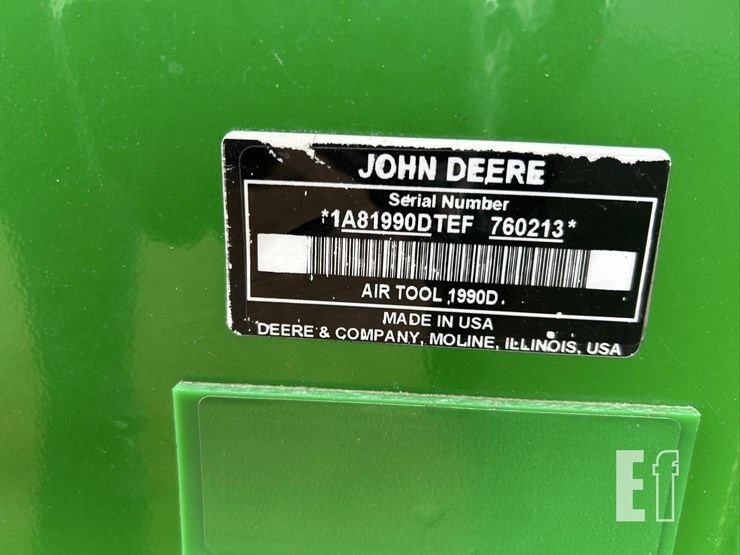 JOHN DEERE
Serial Number
*1A81990DTEF 760213*
AIR TOOL 1990D
MADE IN USA
DEERE & COMPANY, MOLINE, ILLINOIS, USA
Ef